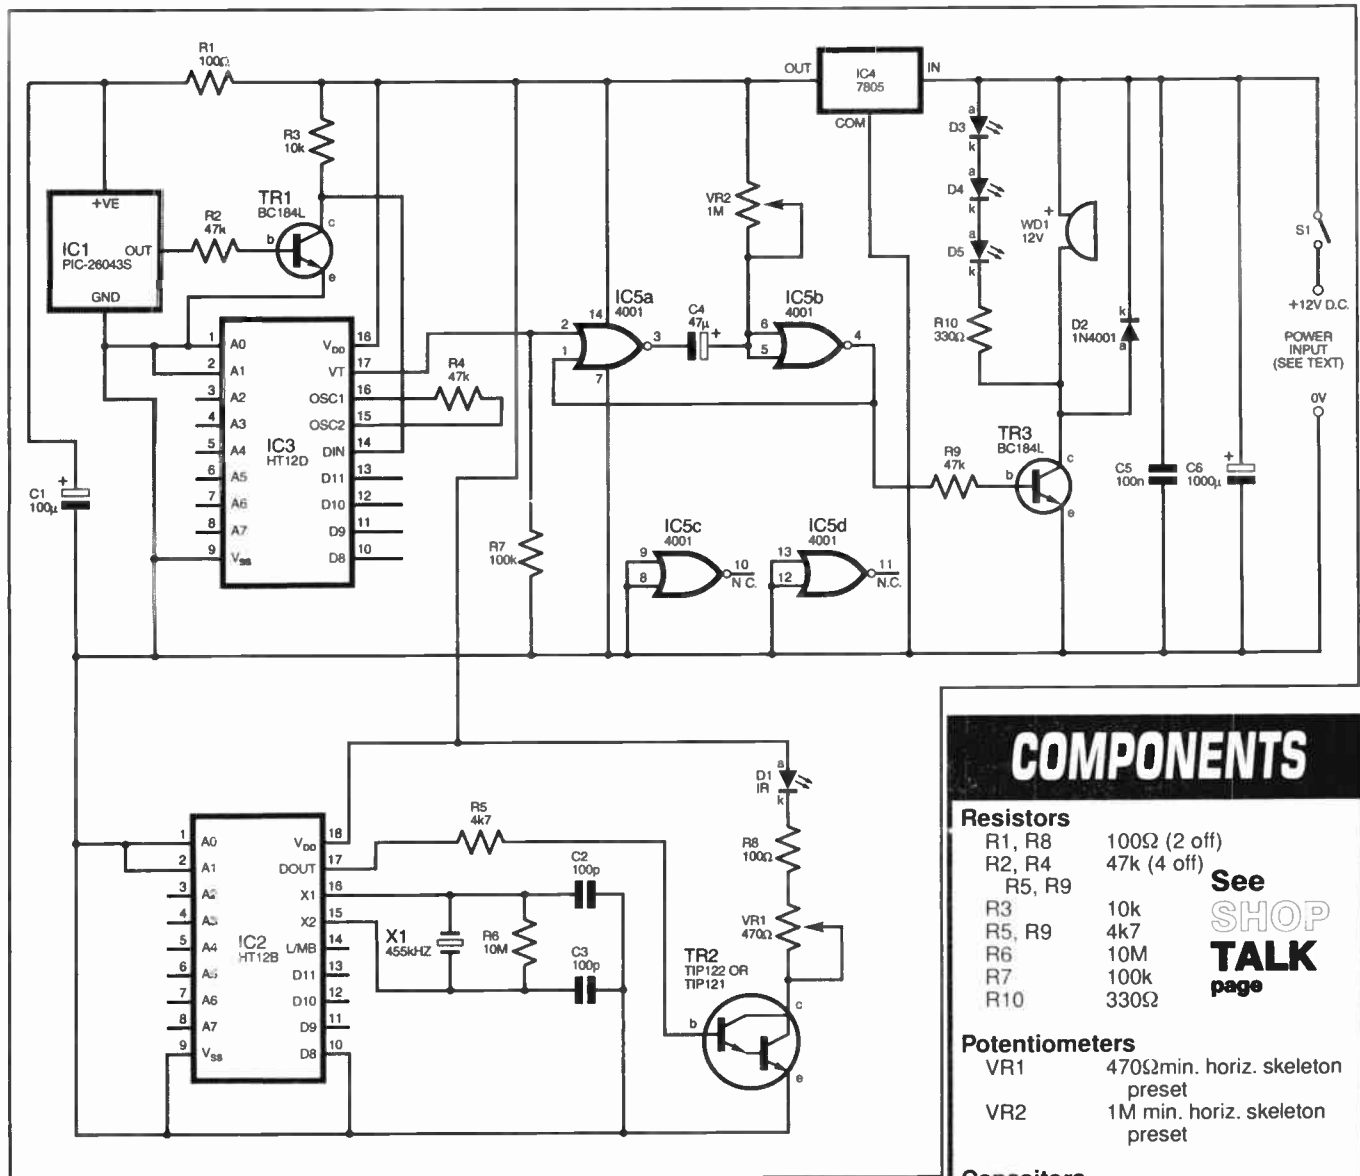 R1
100Ω
R3
10k
TR1
BC184L
c
b
e
R2
47k
+VE
IC1
PIC-26043S
OUT
GND
OUT
IC4
7805
IN
COM
a
D3
k
a
D4
k
a
D5
k
R10
330Ω
+
WD1
12V
k
D2
1N4001
a
S1
+12V D.C.
POWER
INPUT
(SEE TEXT)
0V
VR2
1M
IC5a
4001
14
2
1
3
7
C4
47µ
+
IC5b
4001
6
5
4
1 A0
2 A1
3 A2
4 A3
5 A4
6 A5
7 A6
8 A7
9 Vss
IC3
HT12D
VDD 18
VT 17
OSC1 16
OSC2 15
DIN 14
D11 13
D10 12
D9 11
D8 10
R4
47k
+
C1
100µ
R7
100k
IC5c
4001
9
8
10
N.C.
IC5d
4001
13
12
11
N.C.
R9
47k
TR3
BC184L
c
b
e
C5
100n
C6
1000µ
+
1 A0
2 A1
3 A2
4 A3
5 A4
6 A5
7 A6
8 A7
9 Vss
IC2
HT12B
VDD 18
DOUT 17
X1 16
X2 15
L/MB 14
D11 13
D10 12
D9 11
D8 10
R5
4k7
X1
455kHZ
R6
10M
C2
100p
C3
100p
a
D1
IR
k
R8
100Ω
VR1
470Ω
TR2
TIP122 OR
TIP121
c
b
e
COMPONENTS
Resistors
R1, R8 100Ω (2 off)
R2, R4 47k (4 off)
R5, R9
R3 10k
R5, R9 4k7
R6 10M
R7 100k
R10 330Ω
See
SHOP
TALK
page
Potentiometers
VR1 470Ωmin. horiz. skeleton
preset
VR2 1M min. horiz. skeleton
preset
Capacitors